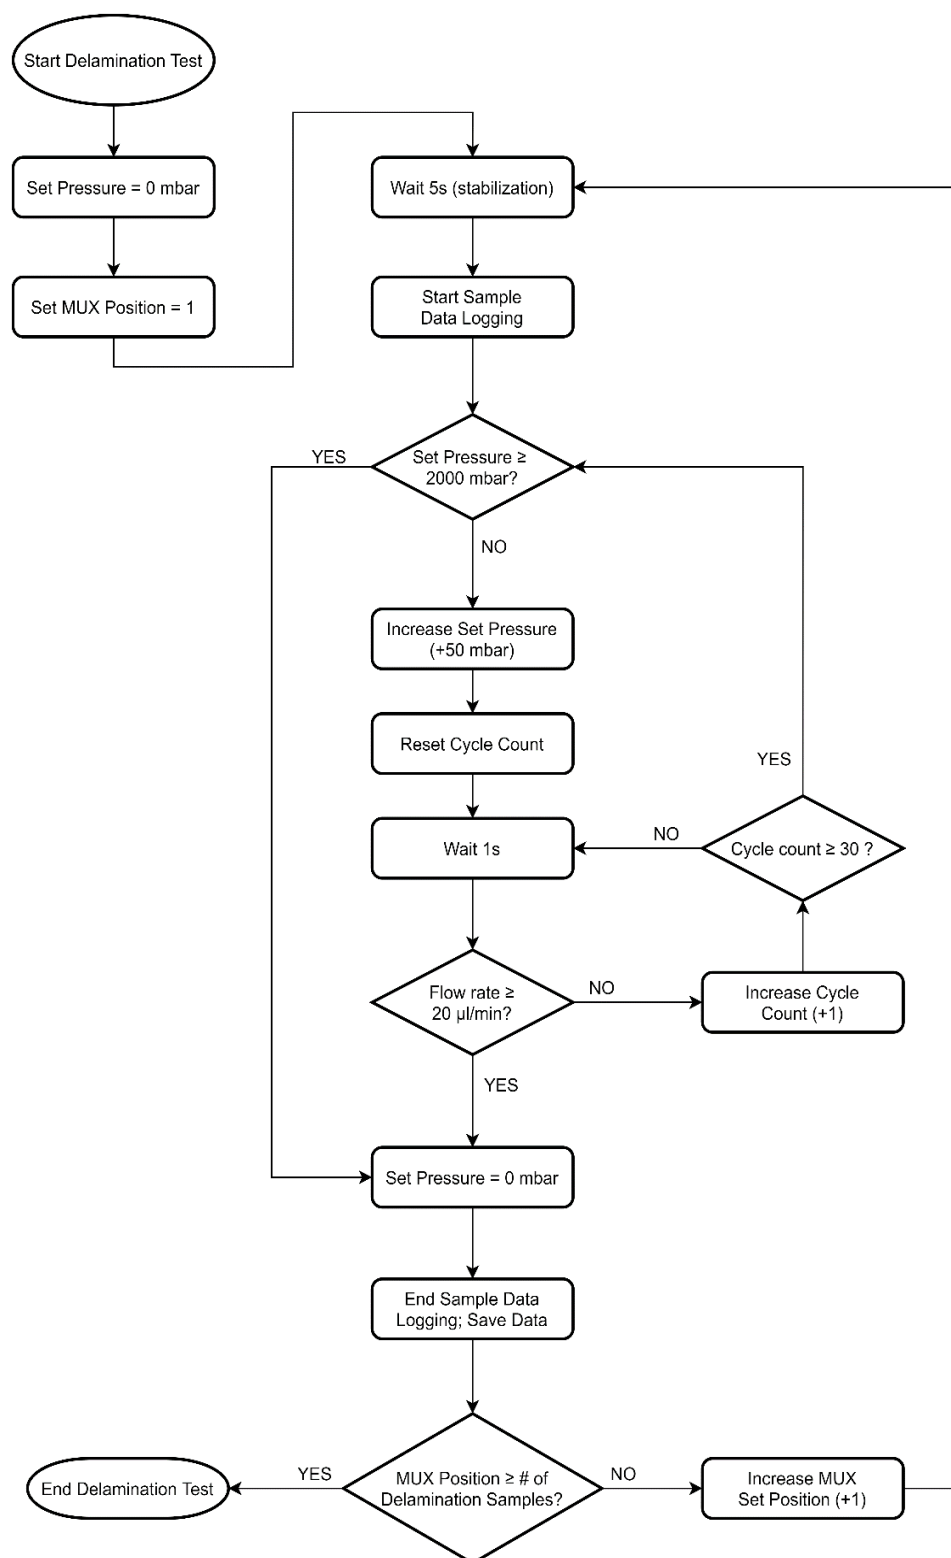 Start Delamination Test
Set Pressure = 0 mbar
Set MUX Position = 1
Wait 5s (stabilization)
Start Sample
Data Logging
Set Pressure ≥
2000 mbar?
YES
NO
Increase Set Pressure
(+50 mbar)
Reset Cycle Count
Wait 1s
NO
Cycle count ≥ 30 ?
YES
Flow rate ≥
20 µl/min?
NO
Increase Cycle
Count (+1)
YES
Set Pressure = 0 mbar
End Sample Data
Logging; Save Data
MUX Position ≥ # of
Delamination Samples?
YES
End Delamination Test
NO
Increase MUX
Set Position (+1)